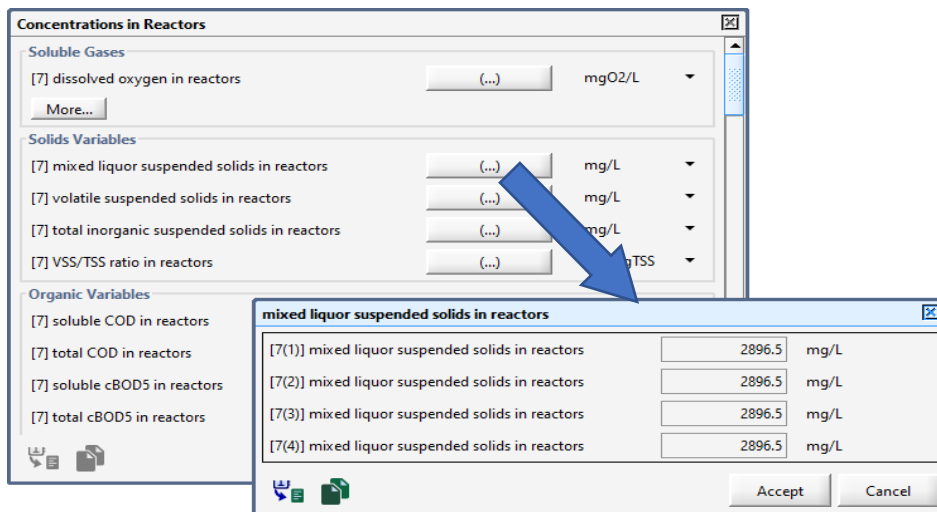 Concentrations in Reactors
Soluble Gases
[7] dissolved oxygen in reactors (...) mgO2/L
More...
Solids Variables
[7] mixed liquor suspended solids in reactors (...) mg/L
[7] volatile suspended solids in reactors (...) mg/L
[7] total inorganic suspended solids in reactors (...) mg/L
[7] VSS/TSS ratio in reactors (...) gTSS
Organic Variables
[7] soluble COD in reactors
[7] total COD in reactors
[7] soluble cBOD5 in reactors
[7] total cBOD5 in reactors
mixed liquor suspended solids in reactors
[7(1)] mixed liquor suspended solids in reactors 2896.5 mg/L
[7(2)] mixed liquor suspended solids in reactors 2896.5 mg/L
[7(3)] mixed liquor suspended solids in reactors 2896.5 mg/L
[7(4)] mixed liquor suspended solids in reactors 2896.5 mg/L
Accept Cancel